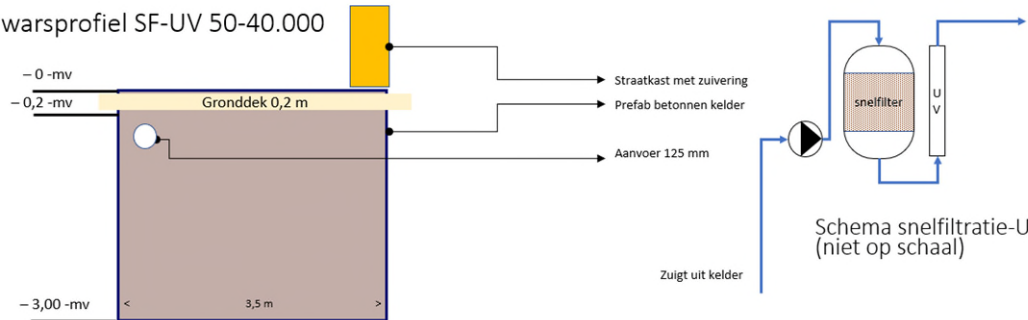 warsprofiel SF-UV 50-40.000
– 0 -mv
– 0,2 -mv
Gronddek 0,2 m
Straatkast met zuivering
Prefab betonnen kelder
Aanvoer 125 mm
– 3,00 -mv
< 3,5 m >
snelfilter
U
V
Schema snelfiltratie-U
(niet op schaal)
Zuigt uit kelder